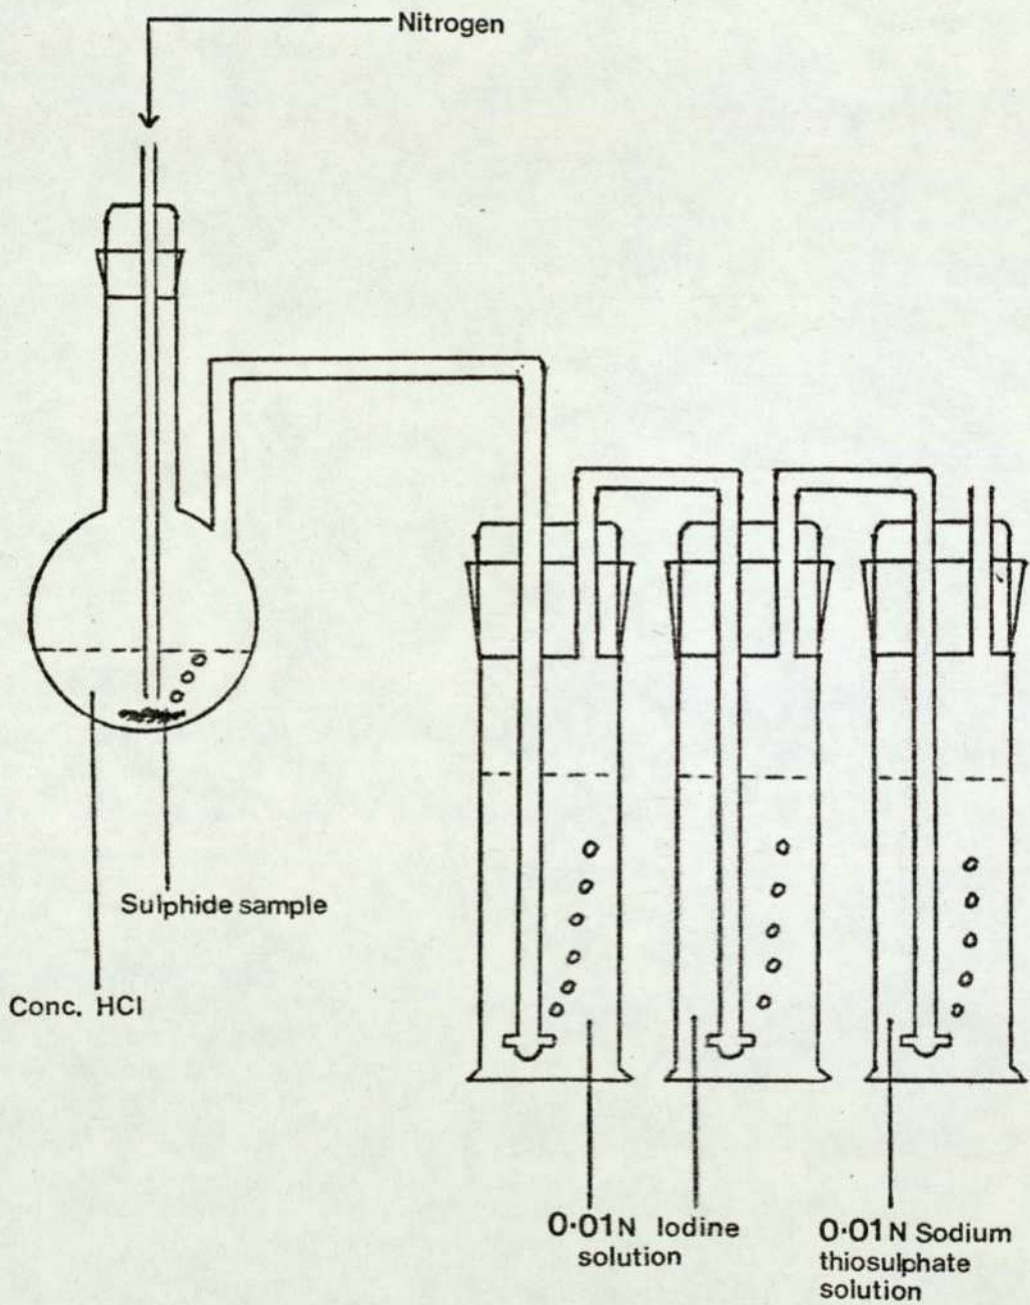 Nitrogen
Sulphide sample
Conc. HCl
0·01N Iodine
solution
0·01N Sodium
thiosulphate
solution